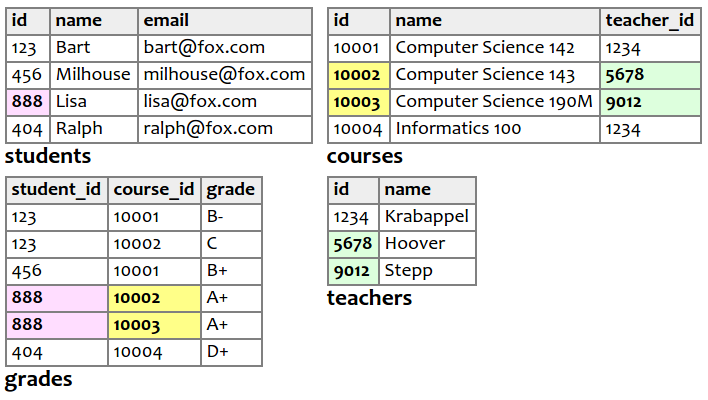 id name email
123 Bart bart@fox.com
456 Milhouse milhouse@fox.com
888 Lisa lisa@fox.com
404 Ralph ralph@fox.com
students
id name teacher_id
10001 Computer Science 142 1234
10002 Computer Science 143 5678
10003 Computer Science 190M 9012
10004 Informatics 100 1234
courses
student_id course_id grade
123 10001 B-
123 10002 C
456 10001 B+
888 10002 A+
888 10003 A+
404 10004 D+
grades
id name
1234 Krabappel
5678 Hoover
9012 Stepp
teachers